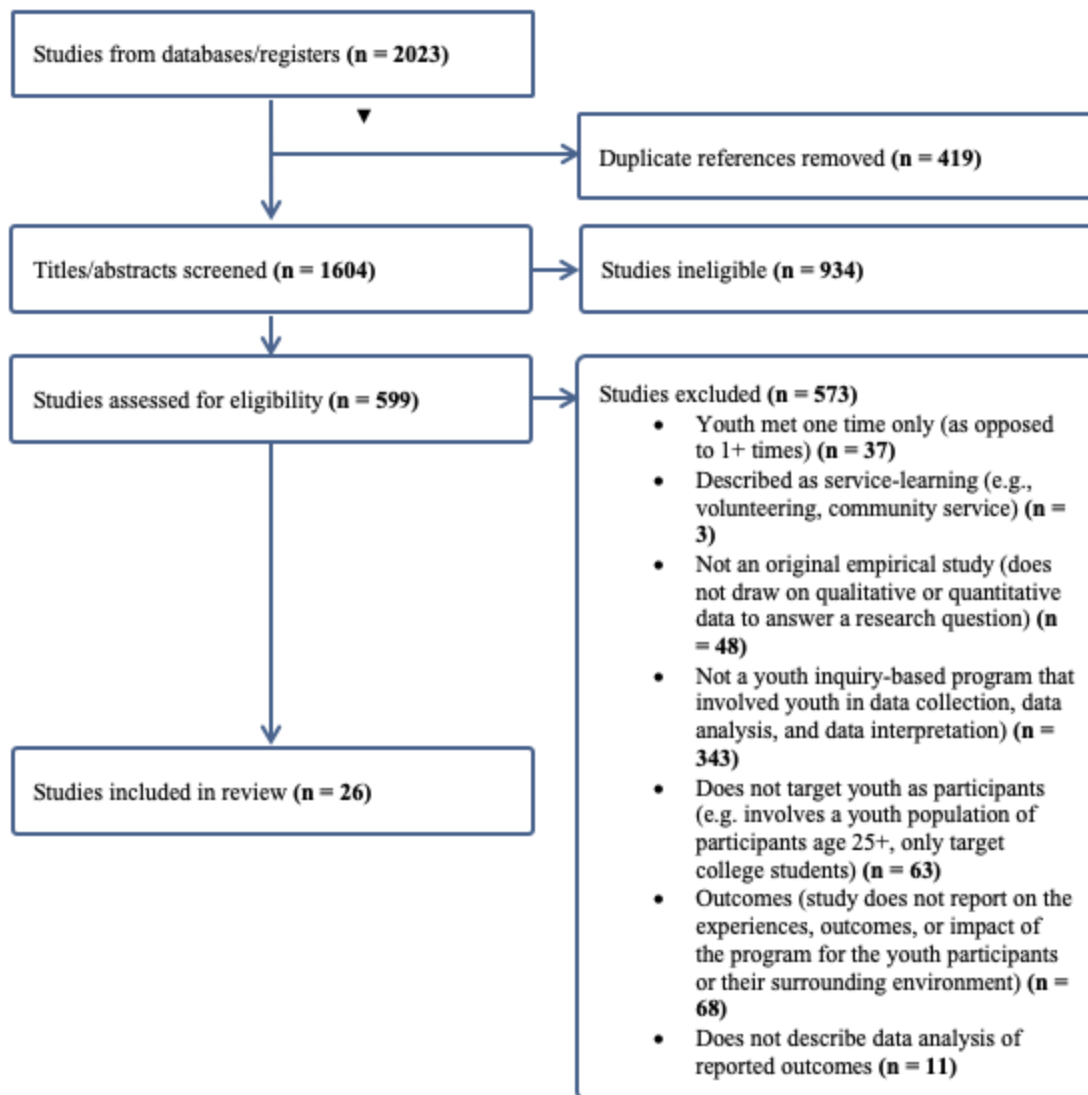 Studies from databases/registers (n = 2023)
Duplicate references removed (n = 419)
Titles/abstracts screened (n = 1604)
Studies ineligible (n = 934)
Studies assessed for eligibility (n = 599)
Studies excluded (n = 573)
• Youth met one time only (as opposed
to 1+ times) (n = 37)
• Described as service-learning (e.g.,
volunteering, community service) (n =
3)
• Not an original empirical study (does
not draw on qualitative or quantitative
data to answer a research question) (n
= 48)
• Not a youth inquiry-based program that
involved youth in data collection, data
analysis, and data interpretation) (n =
343)
• Does not target youth as participants
(e.g. involves a youth population of
participants age 25+, only target
college students) (n = 63)
• Outcomes (study does not report on the
experiences, outcomes, or impact of
the program for the youth participants
or their surrounding environment) (n =
68)
• Does not describe data analysis of
reported outcomes (n = 11)
Studies included in review (n = 26)